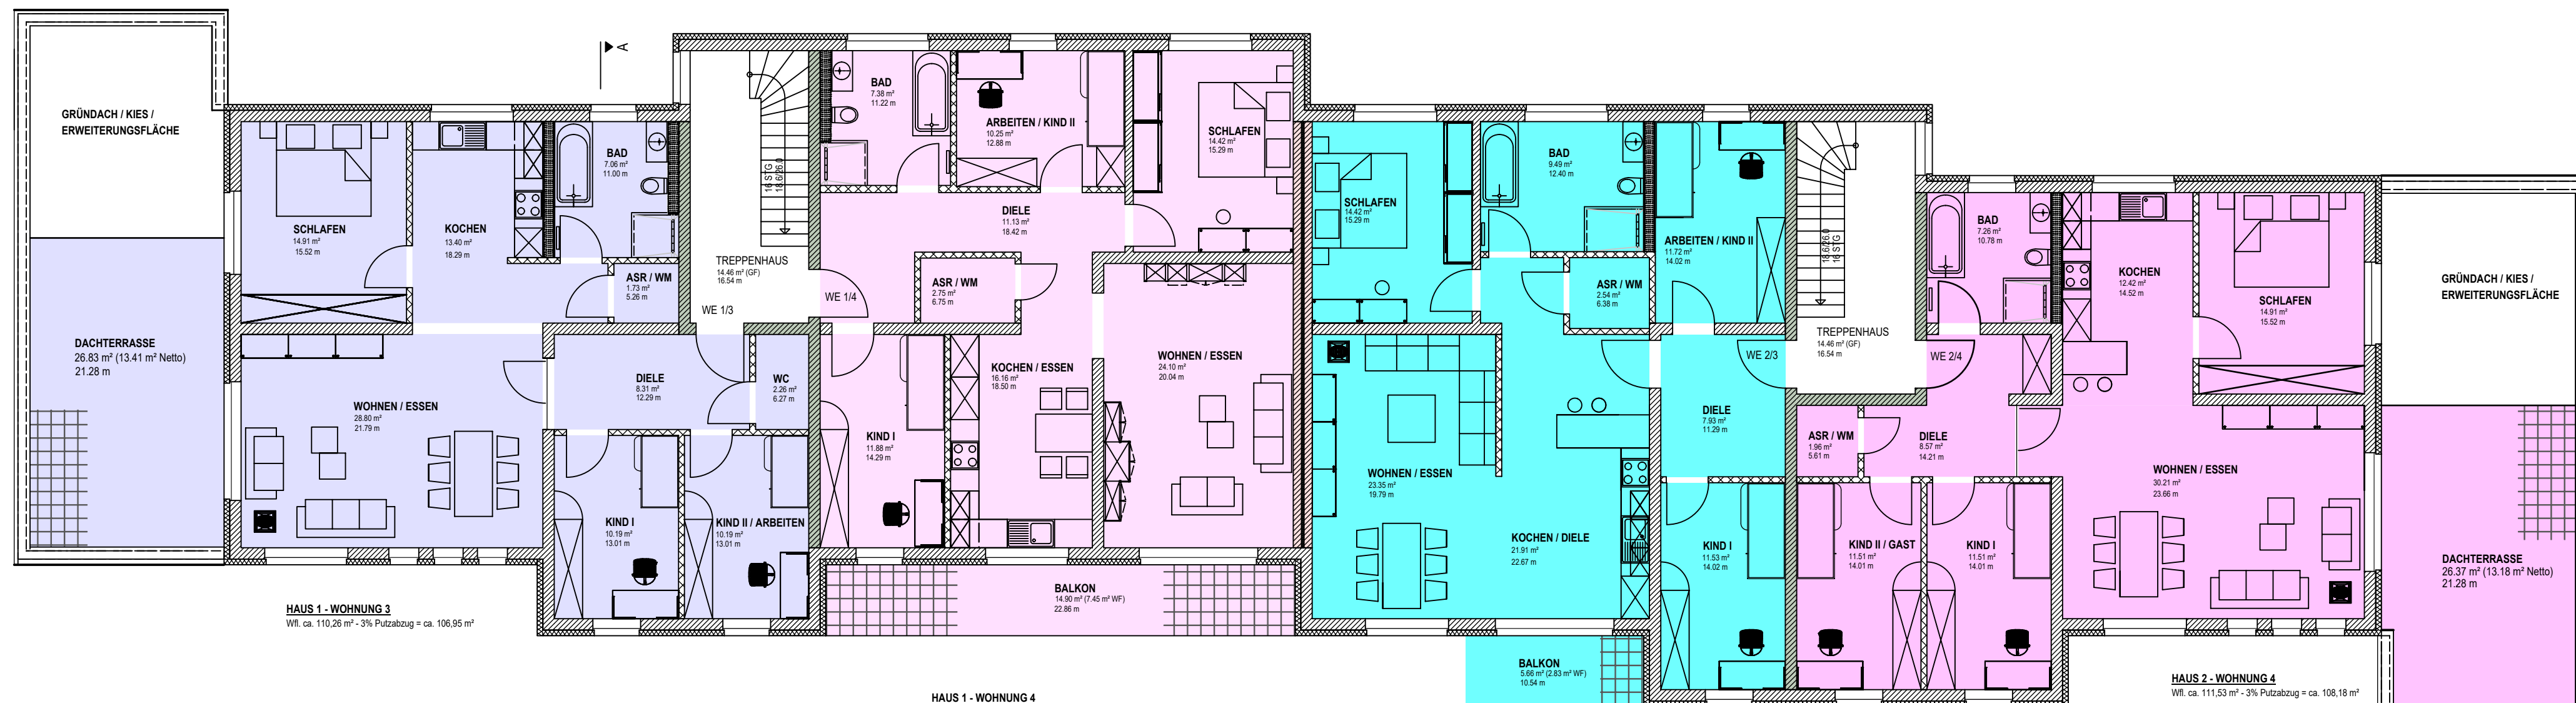 GRÜNDACH / KIES /
ERWEITERUNGSFLÄCHE
DACHTERRASSE
26.83 m² (13.41 m² Netto)
21.28 m
SCHLAFEN
14.91 m²
15.52 m
KOCHEN
13.40 m²
18.29 m
BAD
7.06 m²
11.00 m
ASR / WM
1.73 m²
5.26 m
WOHNEN / ESSEN
28.80 m²
21.79 m
DIELE
8.31 m²
12.29 m
WC
2.26 m²
6.27 m
KIND I
10.19 m²
13.01 m
KIND II / ARBEITEN
10.19 m²
13.01 m
HAUS 1 - WOHNUNG 3
Wfl. ca. 110,26 m² - 3% Putzabzug = ca. 106,95 m²
A
16 STG
18.6/26.0
TREPPENHAUS
14.46 m² (GF)
16.54 m
WE 1/3
WE 1/4
BAD
7.38 m²
11.22 m
ARBEITEN / KIND II
10.25 m²
12.88 m
SCHLAFEN
14.42 m²
15.29 m
DIELE
11.13 m²
18.42 m
ASR / WM
2.75 m²
6.75 m
KOCHEN / ESSEN
16.16 m²
18.50 m
WOHNEN / ESSEN
24.10 m²
20.04 m
KIND I
11.88 m²
14.29 m
BALKON
14.90 m² (7.45 m² WF)
22.86 m
HAUS 1 - WOHNUNG 4
SCHLAFEN
14.42 m²
15.29 m
BAD
9.49 m²
12.40 m
ARBEITEN / KIND II
11.72 m²
14.02 m
ASR / WM
2.54 m²
6.38 m
WOHNEN / ESSEN
23.35 m²
19.79 m
KOCHEN / DIELE
21.91 m²
22.67 m
DIELE
7.93 m²
11.29 m
KIND I
11.53 m²
14.02 m
BALKON
5.66 m² (2.83 m² WF)
10.54 m
18.6/26.0
16 STG
TREPPENHAUS
14.46 m² (GF)
16.54 m
WE 2/3
WE 2/4
BAD
7.26 m²
10.78 m
KOCHEN
12.42 m²
14.52 m
SCHLAFEN
14.91 m²
15.52 m
ASR / WM
1.96 m²
5.61 m
DIELE
8.57 m²
14.21 m
WOHNEN / ESSEN
30.21 m²
23.66 m
KIND II / GAST
11.51 m²
14.01 m
KIND I
11.51 m²
14.01 m
GRÜNDACH / KIES /
ERWEITERUNGSFLÄCHE
DACHTERRASSE
26.37 m² (13.18 m² Netto)
21.28 m
HAUS 2 - WOHNUNG 4
Wfl. ca. 111,53 m² - 3% Putzabzug = ca. 108,18 m²